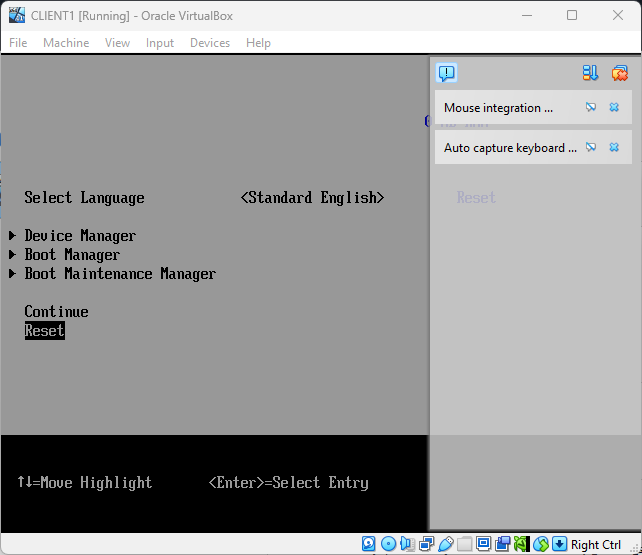 CLIENT1 [Running] - Oracle VirtualBox
File Machine View Input Devices Help
Mouse integration ...
Auto capture keyboard ...
Select Language <Standard English> Reset
Device Manager
Boot Manager
Boot Maintenance Manager
Continue
Reset
↑↓=Move Highlight <Enter>=Select Entry
Right Ctrl